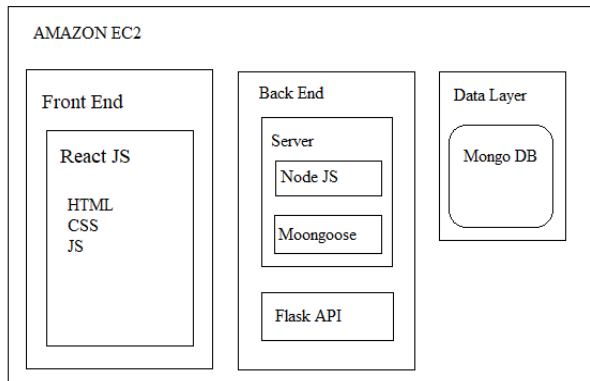 AMAZON EC2
Front End
React JS
HTML
CSS
JS
Back End
Server
Node JS
Moongoose
Flask API
Data Layer
Mongo DB